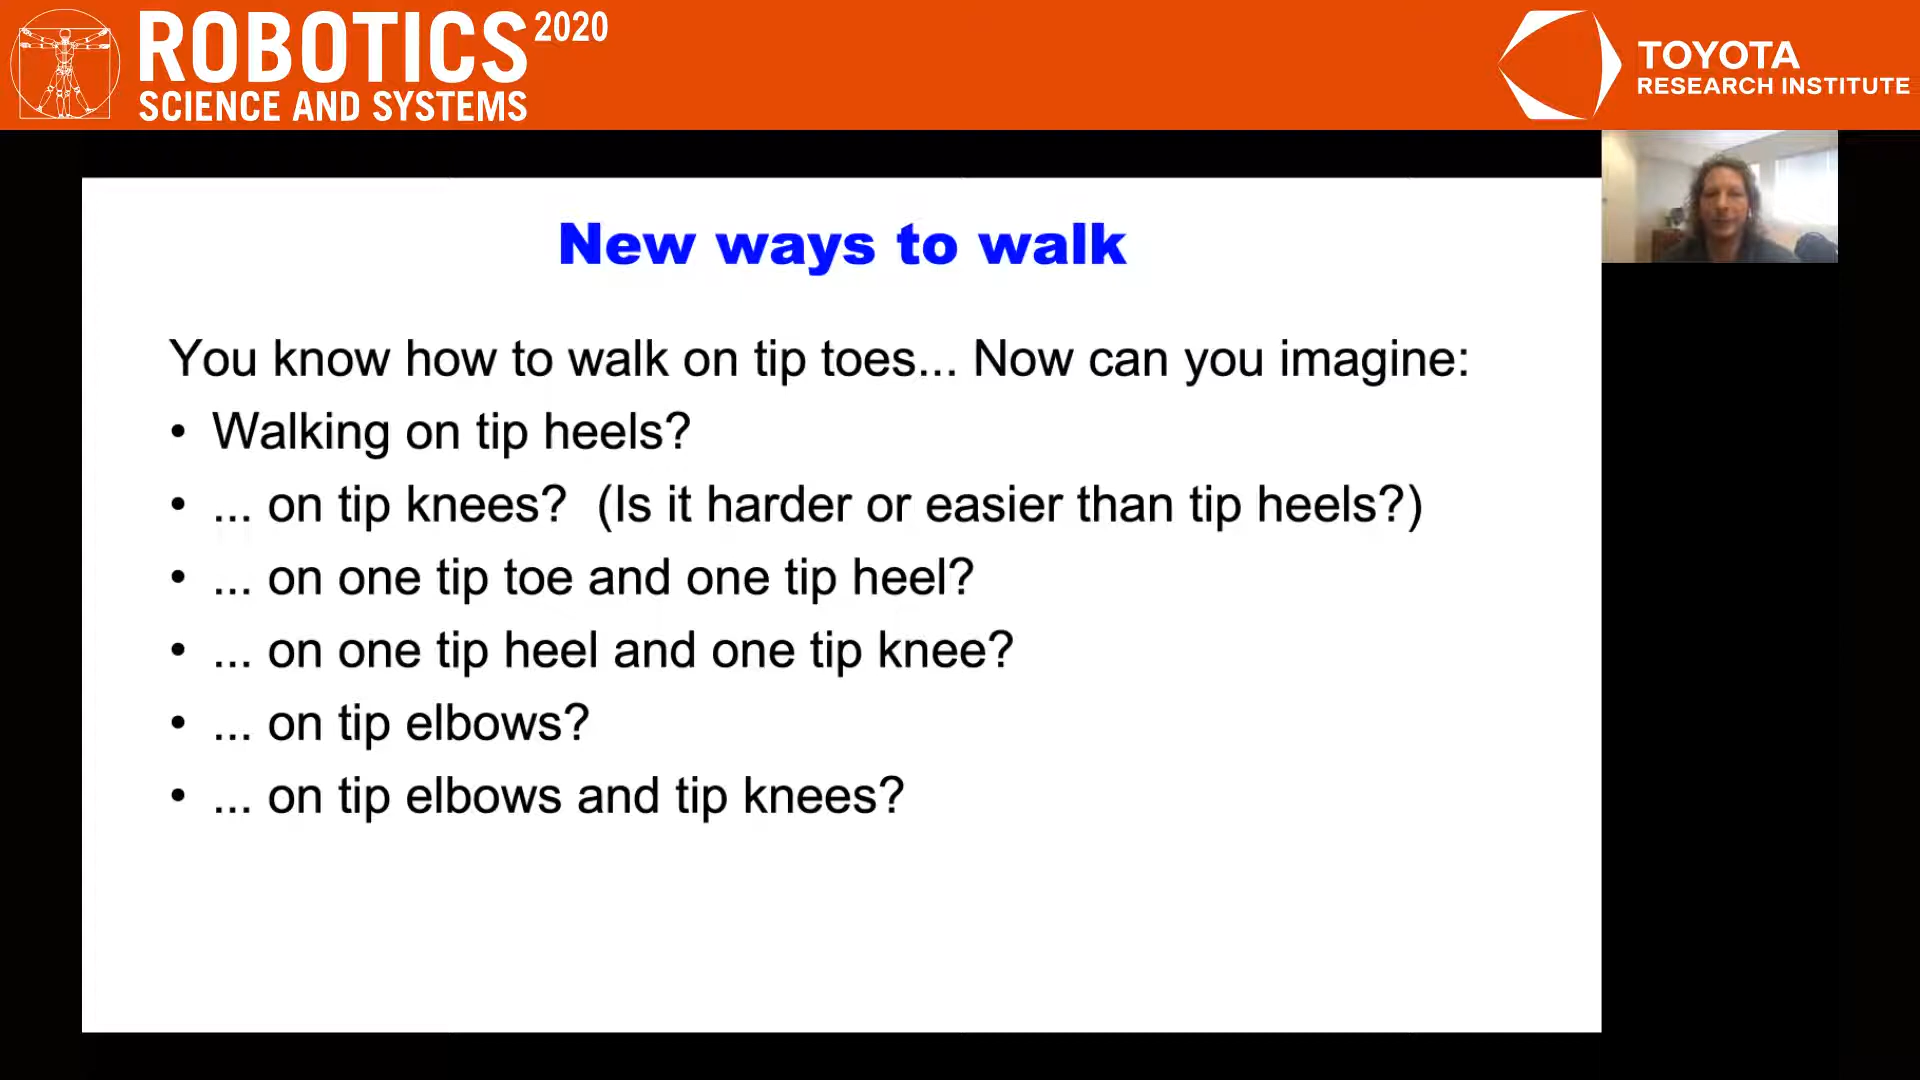 ROBOTICS 2020
SCIENCE AND SYSTEMS
TOYOTA
RESEARCH INSTITUTE
New ways to walk
You know how to walk on tip toes... Now can you imagine:
• Walking on tip heels?
• ... on tip knees? (Is it harder or easier than tip heels?)
• ... on one tip toe and one tip heel?
• ... on one tip heel and one tip knee?
• ... on tip elbows?
• ... on tip elbows and tip knees?